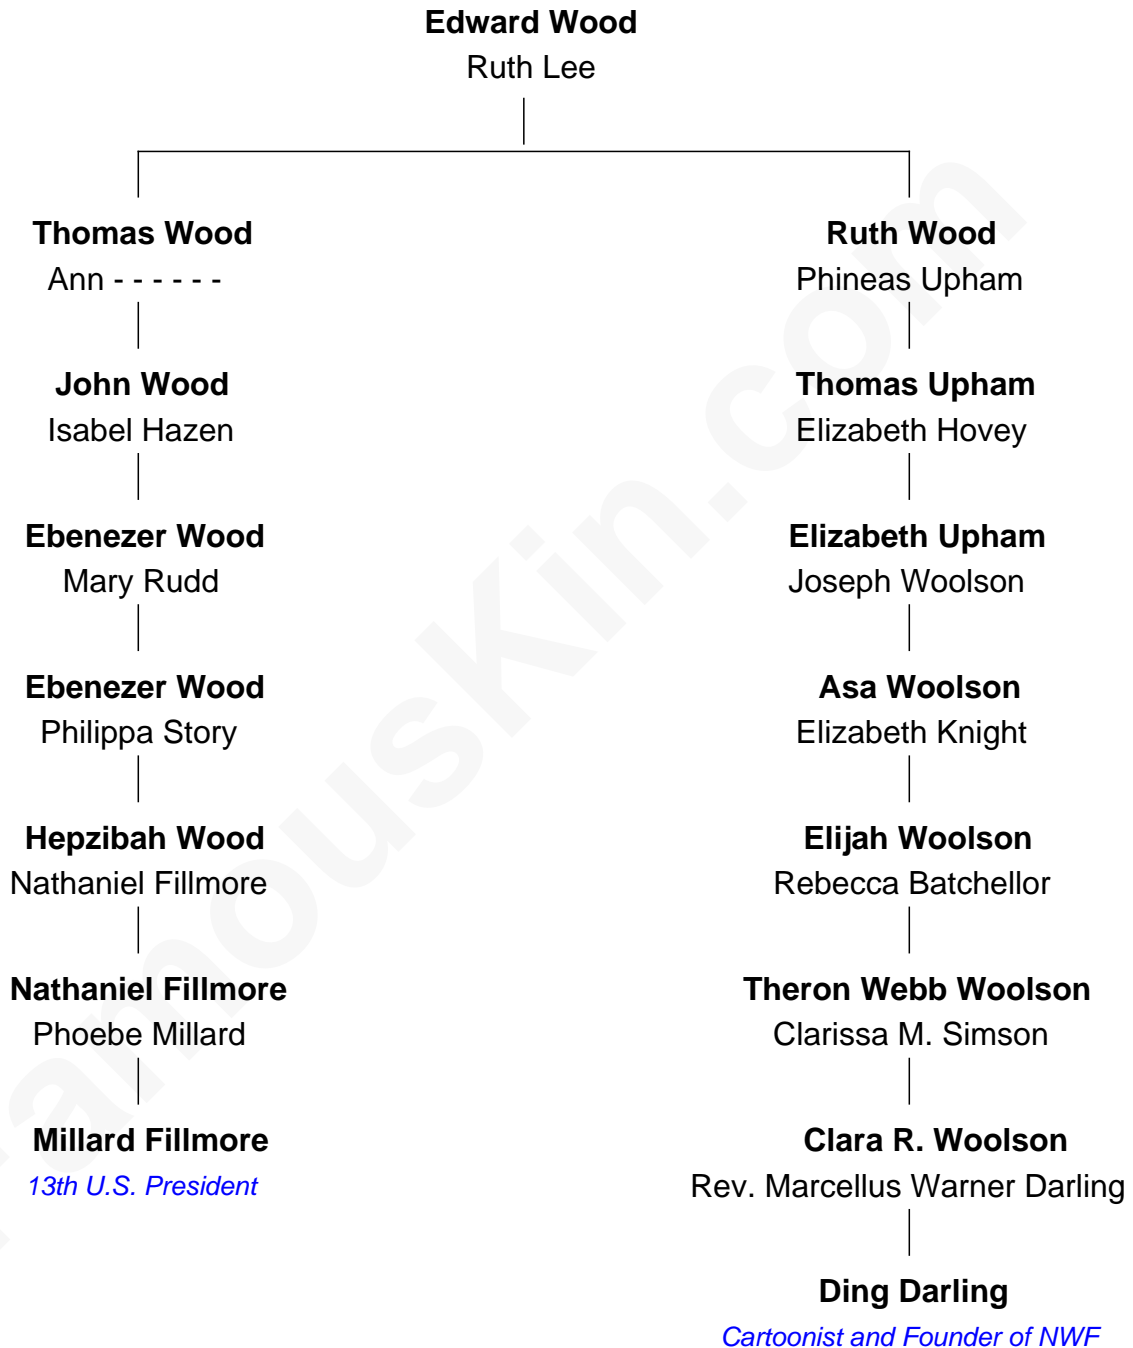 Edward Wood
Ruth Lee
Thomas Wood
Ann - - - - - -
John Wood
Isabel Hazen
Ebenezer Wood
Mary Rudd
Ebenezer Wood
Philippa Story
Hepzibah Wood
Nathaniel Fillmore
Nathaniel Fillmore
Phoebe Millard
Millard Fillmore
13th U.S. President
Ruth Wood
Phineas Upham
Thomas Upham
Elizabeth Hovey
Elizabeth Upham
Joseph Woolson
Asa Woolson
Elizabeth Knight
Elijah Woolson
Rebecca Batchellor
Theron Webb Woolson
Clarissa M. Simson
Clara R. Woolson
Rev. Marcellus Warner Darling
Ding Darling
Cartoonist and Founder of NWF
FamousKin.com